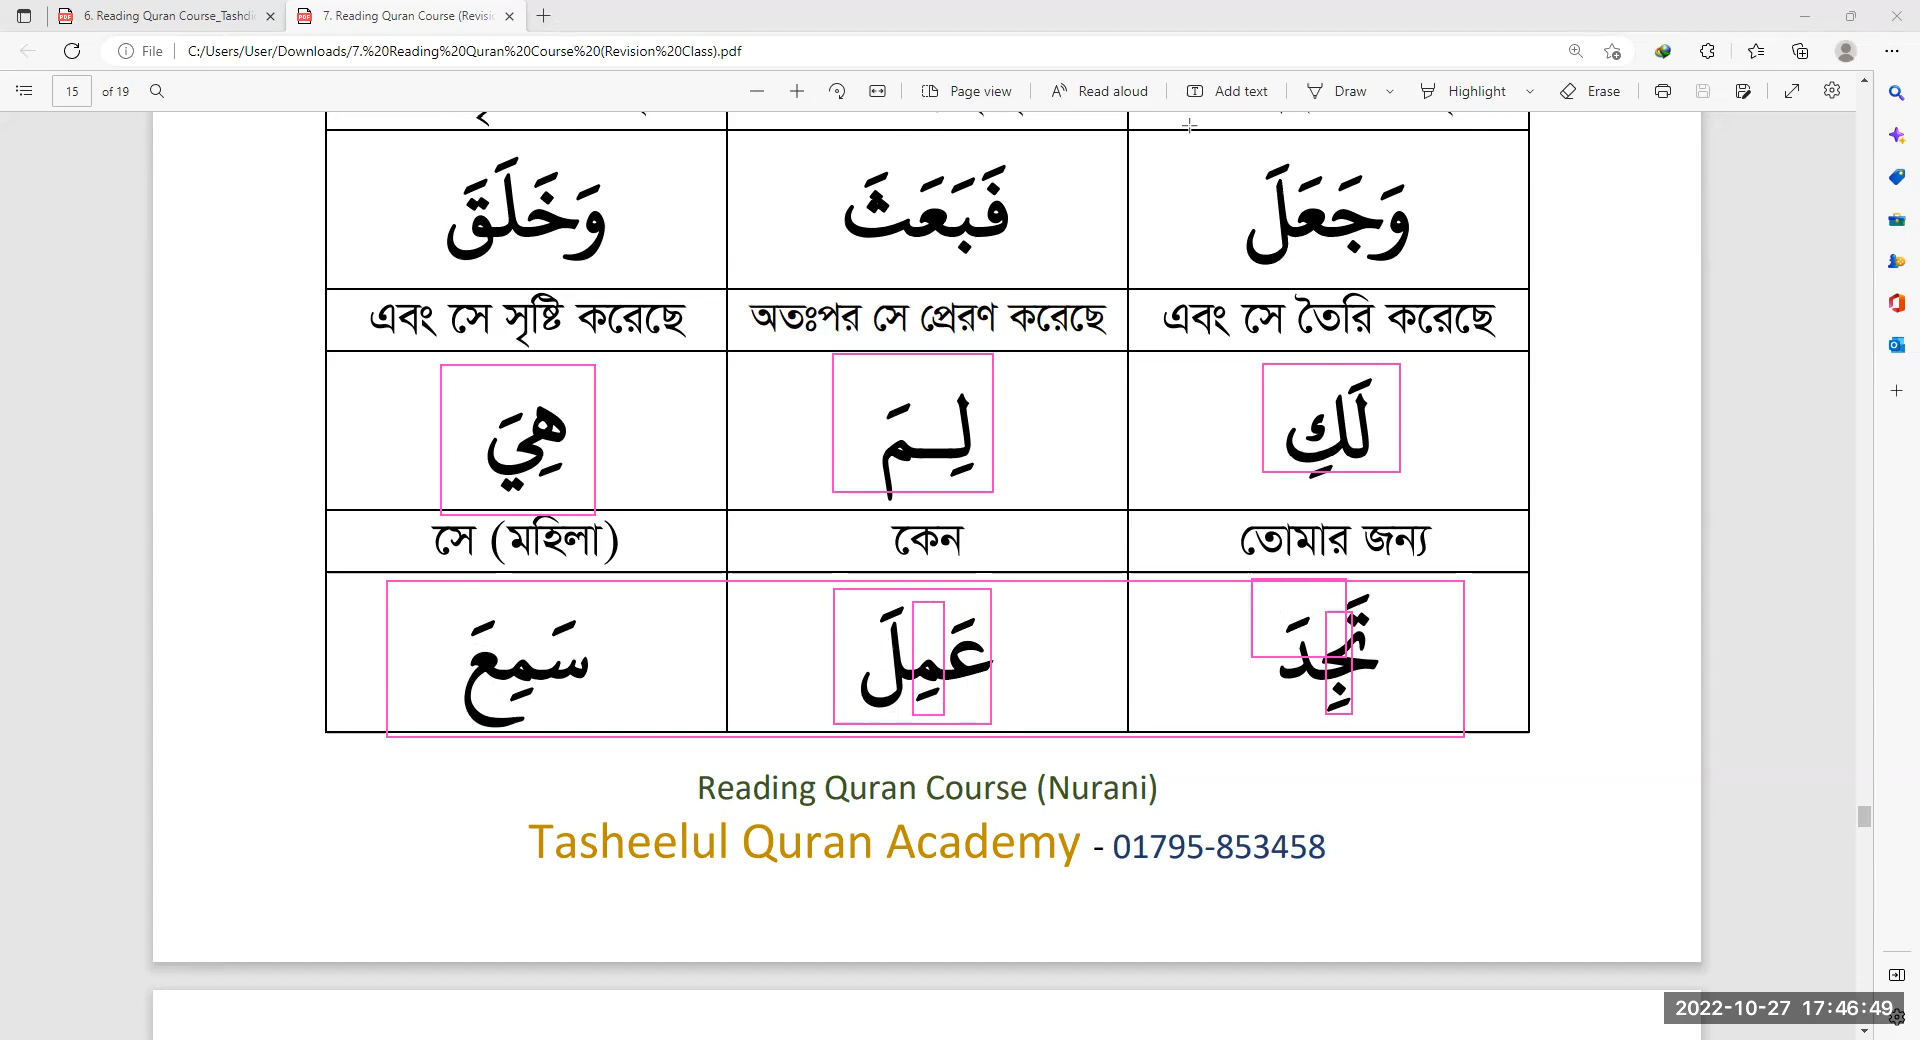 6. Reading Quran Course_Tashdi
7. Reading Quran Course (Revisi
File C:/Users/User/Downloads/7.%20Reading%20Quran%20Course%20(Revision%20Class).pdf
15 of 19 Page view Read aloud Add text Draw Highlight Erase
وَجَعَلَ فَبَعَثَ وَخَلَقَ
এবং সে সৃষ্টি করেছে অতঃপর সে প্রেরণ করেছে এবং সে তৈরি করেছে
لَكِ لِـمَ هِيَ
সে (মহিলা) কেন তোমার জন্য
تَجِدَ عَمِلَ سَمِعَ
Reading Quran Course (Nurani)
Tasheelul Quran Academy - 01795-853458
2022-10-27 17:46:49